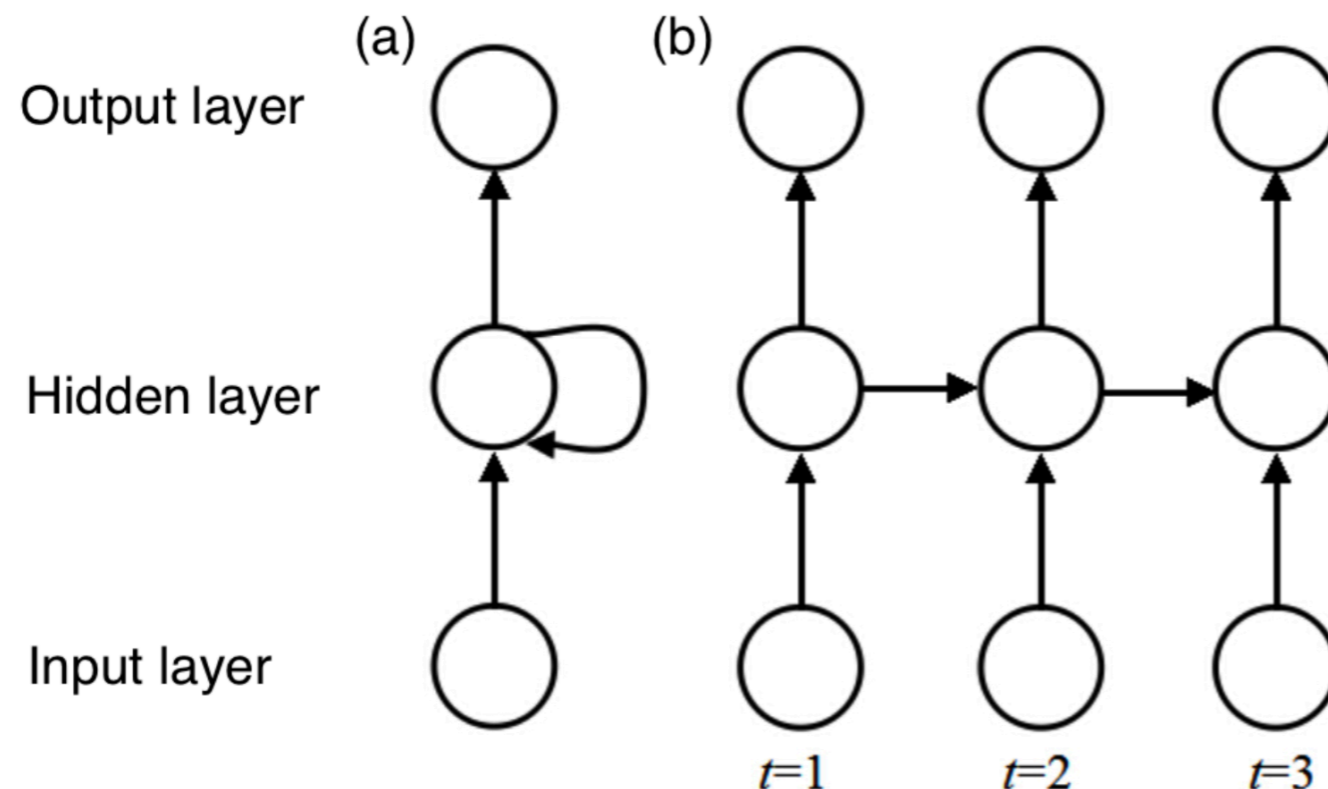 (a) (b)
Output layer
Hidden layer
Input layer
t=1 t=2 t=3